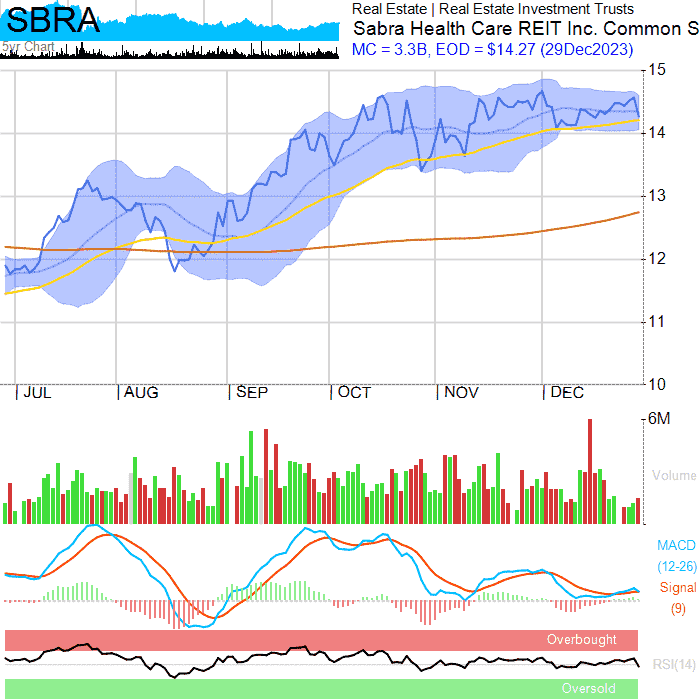 SBRA
5yr Chart
Real Estate | Real Estate Investment Trusts
Sabra Health Care REIT Inc. Common S
MC = 3.3B, EOD = $14.27 (29Dec2023)
15
14
13
12
11
10
JUL AUG SEP OCT NOV DEC
6M
Volume
MACD
(12-26)
Signal
(9)
Overbought
RSI(14)
Oversold